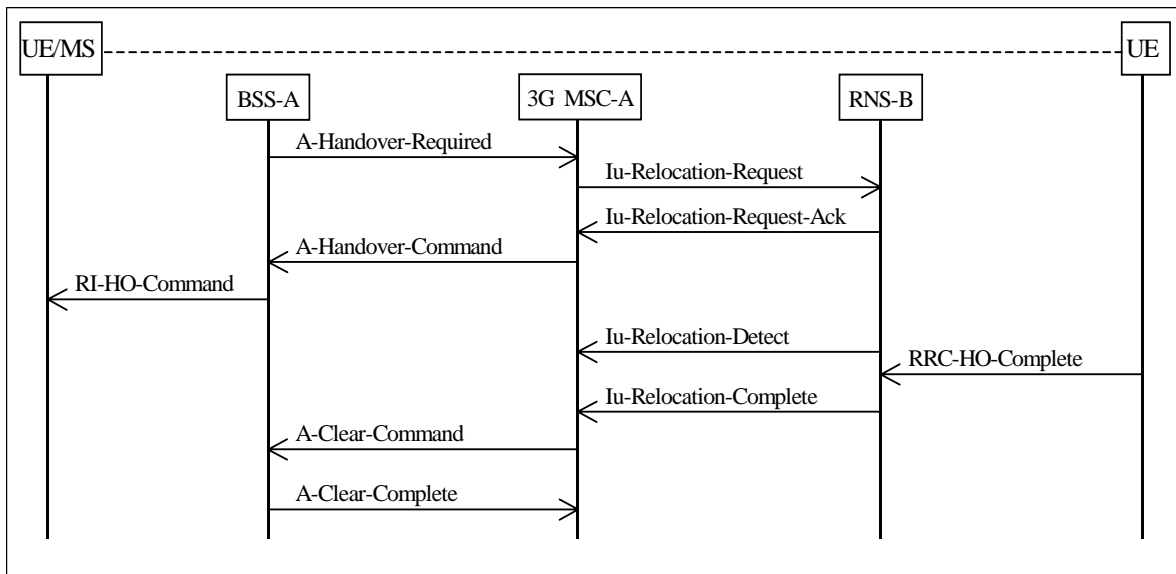 UE/MS
UE
BSS-A
3G MSC-A
RNS-B
A-Handover-Required
Iu-Relocation-Request
Iu-Relocation-Request-Ack
A-Handover-Command
RI-HO-Command
Iu-Relocation-Detect
RRC-HO-Complete
Iu-Relocation-Complete
A-Clear-Command
A-Clear-Complete